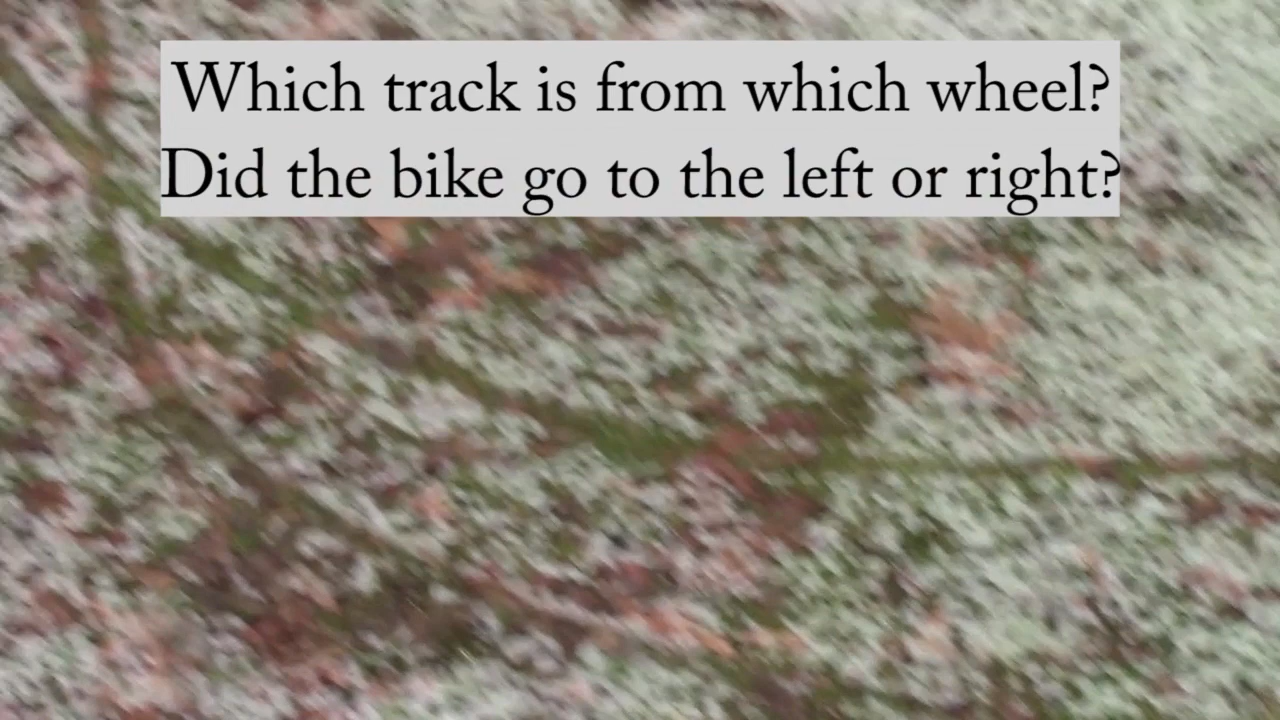 Which track is from which wheel?
Did the bike go to the left or right?